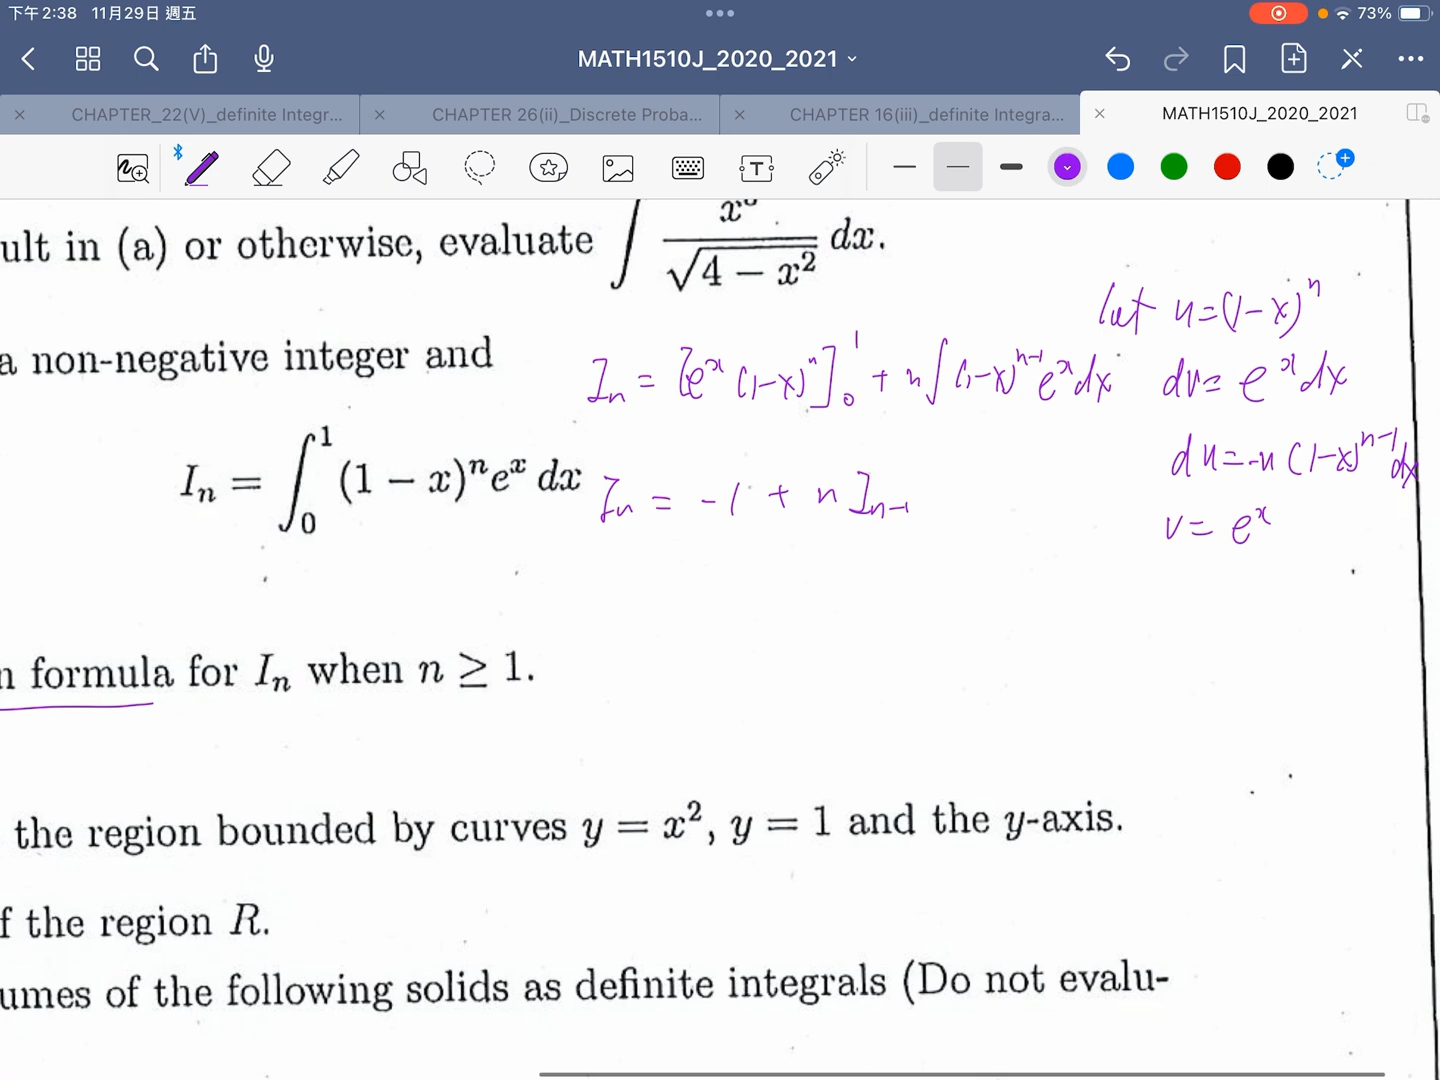 下午2:38 11月29日 週五
73%
MATH1510J_2020_2021
CHAPTER_22(V)_definite Integr...
CHAPTER 26(ii)_Discrete Proba...
CHAPTER 16(iii)_definite Integra...
MATH1510J_2020_2021
ult in (a) or otherwise, evaluate ∫ / √(4 − x²) dx.
let u=(1-x)^n
a non-negative integer and
I_n = [e^x (1-x)^n]_0^1 + n∫(1-x)^{n-1} e^x dx
dv= e^x dx
I_n = ∫_0^1 (1 − x)^n e^x dx
du=-n(1-x)^{n-1} dx
I_n = -1 + n I_{n-1}
v= e^x
n formula for I_n when n ≥ 1.
the region bounded by curves y = x², y = 1 and the y-axis.
f the region R.
umes of the following solids as definite integrals (Do not evalu-